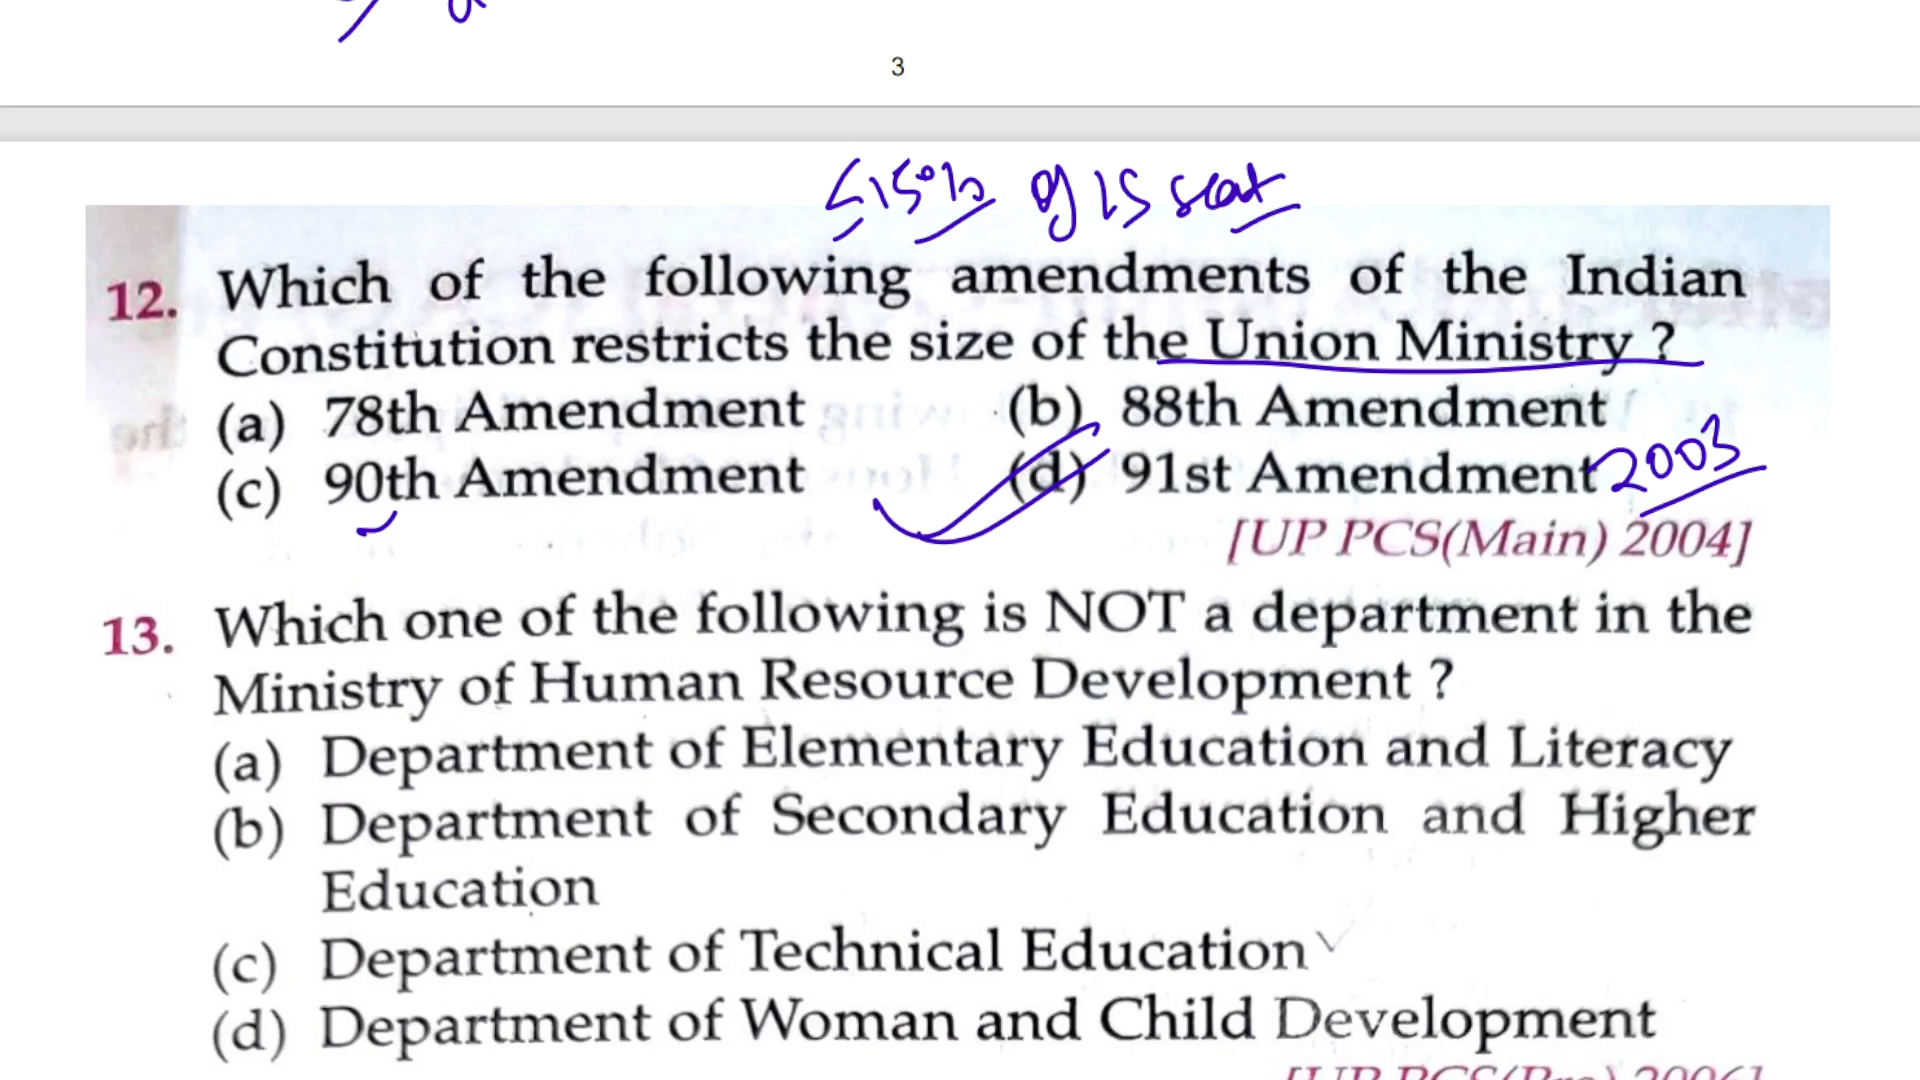 3
≤15% of LS seat
12. Which of the following amendments of the Indian
Constitution restricts the size of the Union Ministry ?
(a) 78th Amendment (b) 88th Amendment
(c) 90th Amendment (d) 91st Amendment 2003
[UP PCS(Main) 2004]
13. Which one of the following is NOT a department in the
Ministry of Human Resource Development ?
(a) Department of Elementary Education and Literacy
(b) Department of Secondary Education and Higher
Education
(c) Department of Technical Education
(d) Department of Woman and Child Development